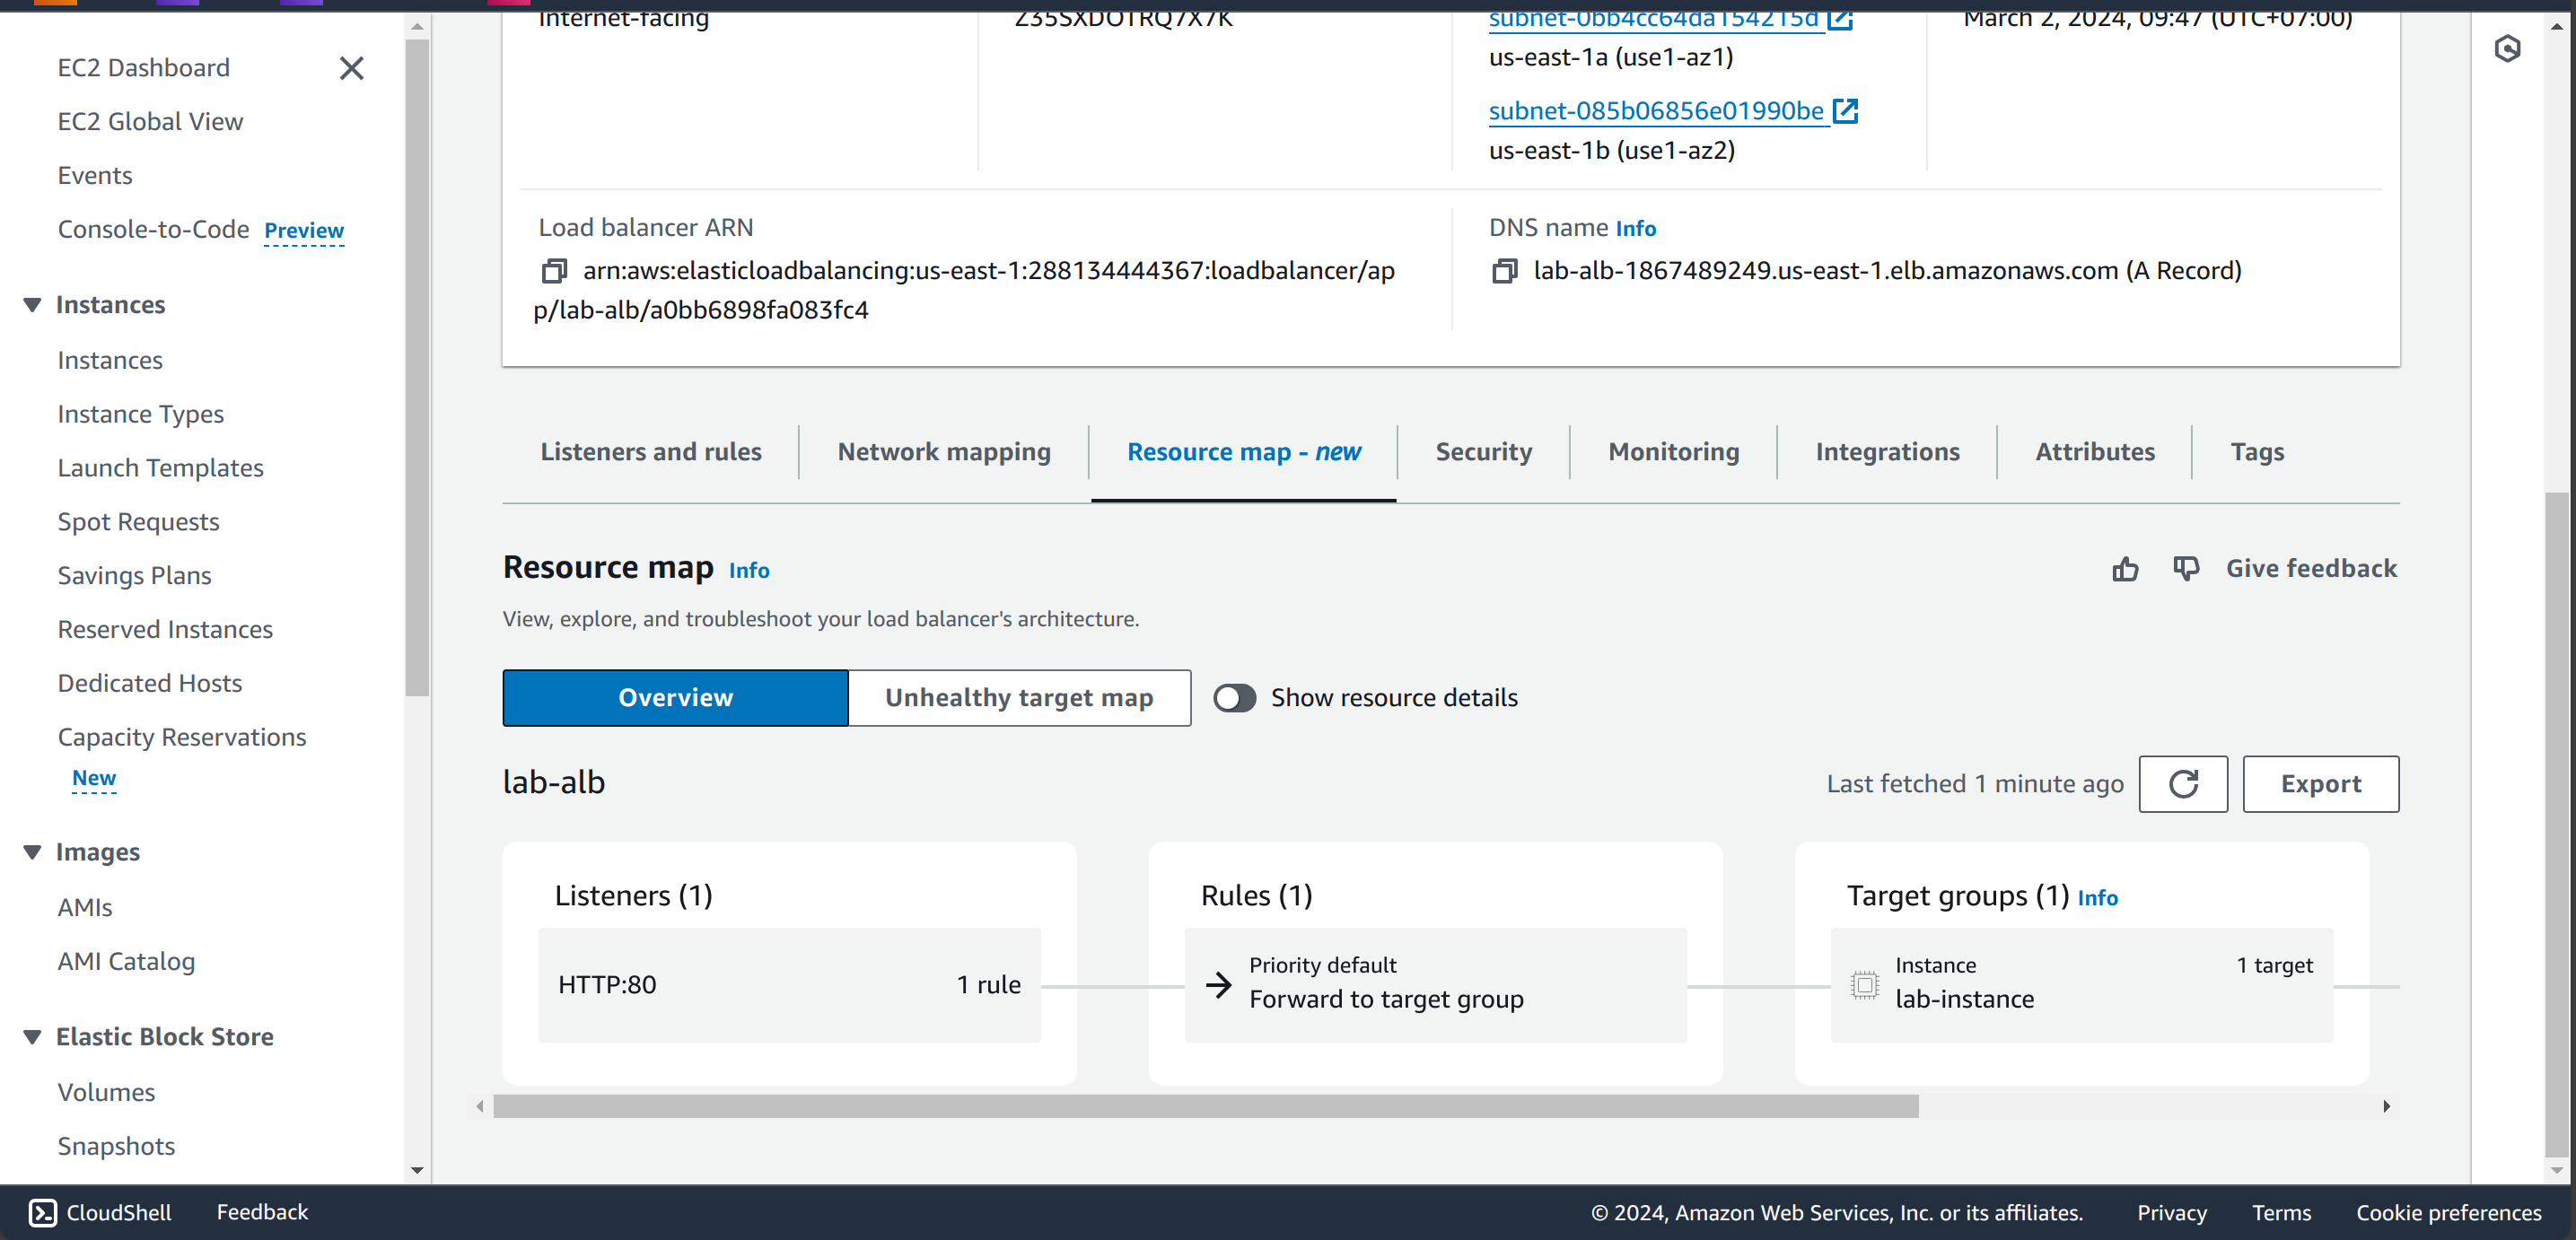 EC2 Dashboard
EC2 Global View
Events
Console-to-Code Preview
Instances
Instances
Instance Types
Launch Templates
Spot Requests
Savings Plans
Reserved Instances
Dedicated Hosts
Capacity Reservations
New
Images
AMIs
AMI Catalog
Elastic Block Store
Volumes
Snapshots
Internet-facing
Z35SXDOTRQ7X7K
subnet-0bb4cc64da154215d
us-east-1a (use1-az1)
subnet-085b06856e01990be
us-east-1b (use1-az2)
March 2, 2024, 09:47 (UTC+07:00)
Load balancer ARN
arn:aws:elasticloadbalancing:us-east-1:288134444367:loadbalancer/ap
p/lab-alb/a0bb6898fa083fc4
DNS name Info
lab-alb-1867489249.us-east-1.elb.amazonaws.com (A Record)
Listeners and rules
Network mapping
Resource map - new
Security
Monitoring
Integrations
Attributes
Tags
Resource map Info
Give feedback
View, explore, and troubleshoot your load balancer's architecture.
Overview
Unhealthy target map
Show resource details
lab-alb
Last fetched 1 minute ago
Export
Listeners (1)
HTTP:80
1 rule
Rules (1)
Priority default
Forward to target group
Target groups (1) Info
Instance
1 target
lab-instance
CloudShell
Feedback
© 2024, Amazon Web Services, Inc. or its affiliates.
Privacy
Terms
Cookie preferences